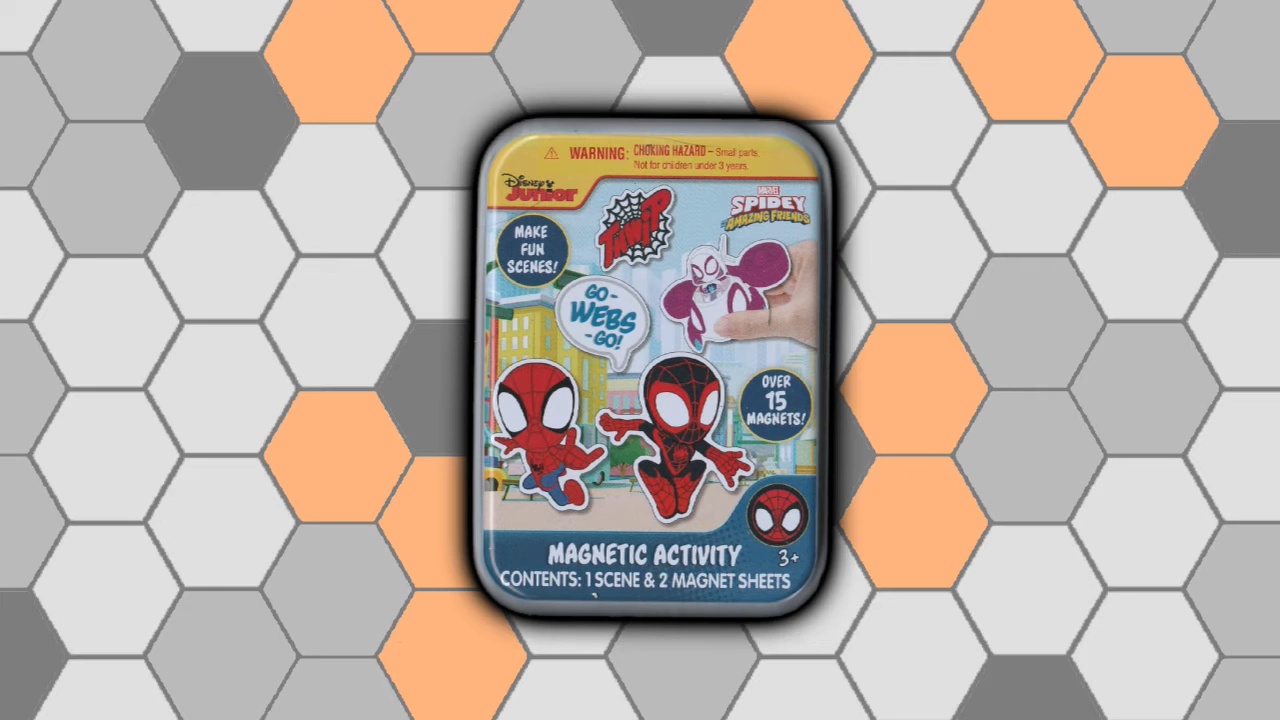 WARNING: CHOKING HAZARD – Small parts.
Not for children under 3 years.
Disney
Junior
MARVEL
SPIDEY
AND HIS
AMAZING FRIENDS
TWWIP
MAKE
FUN
SCENES!
GO-
WEBS
-GO!
OVER
15
MAGNETS!
MAGNETIC ACTIVITY
3+
CONTENTS: 1 SCENE & 2 MAGNET SHEETS